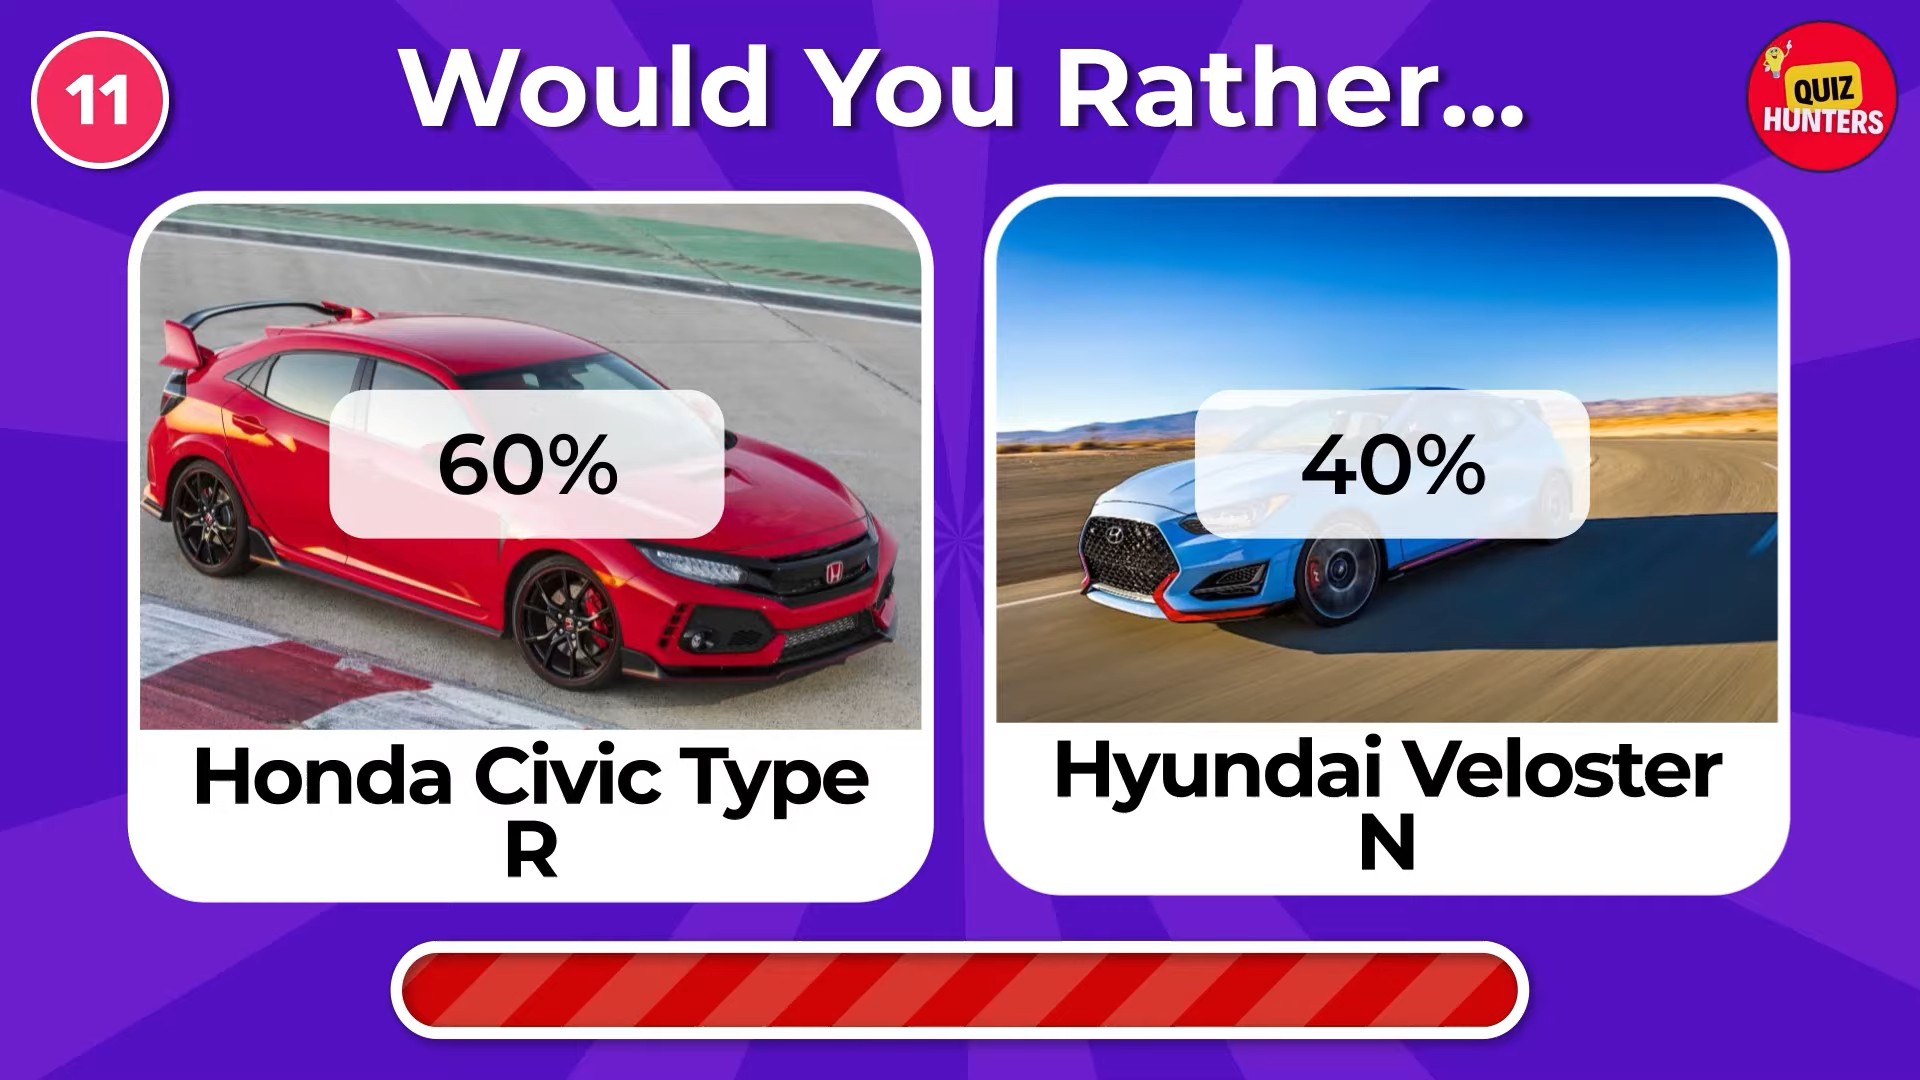 11
Would You Rather...
QUIZ
HUNTERS
60%
40%
Honda Civic Type
R
Hyundai Veloster
N